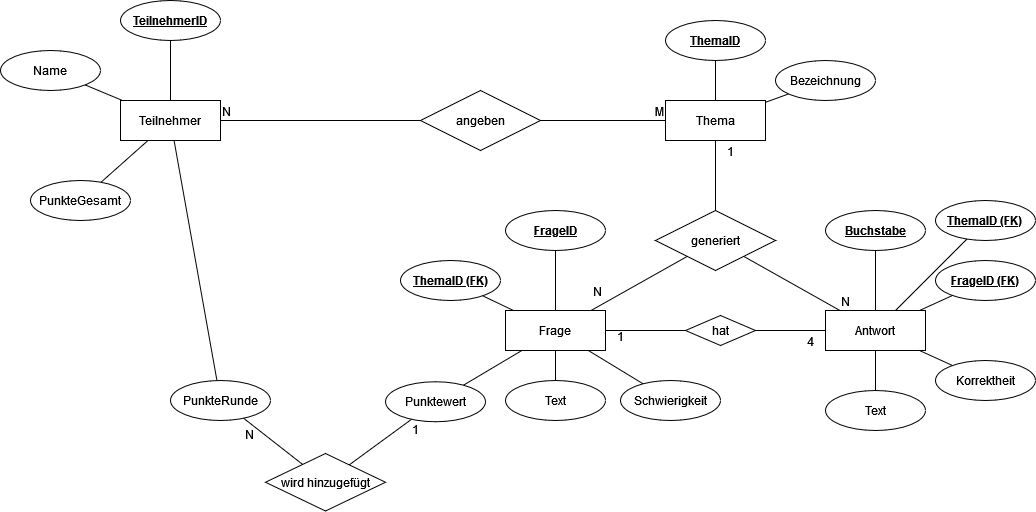 TeilnehmerID
ThemaID
Name
Bezeichnung
Teilnehmer
N
angeben
M
Thema
1
PunkteGesamt
ThemaID (FK)
FrageID
generiert
Buchstabe
ThemaID (FK)
FrageID (FK)
N
N
Frage
1
hat
4
Antwort
PunkteRunde
Punktewert
Text
Schwierigkeit
Korrektheit
Text
N
1
wird hinzugefügt